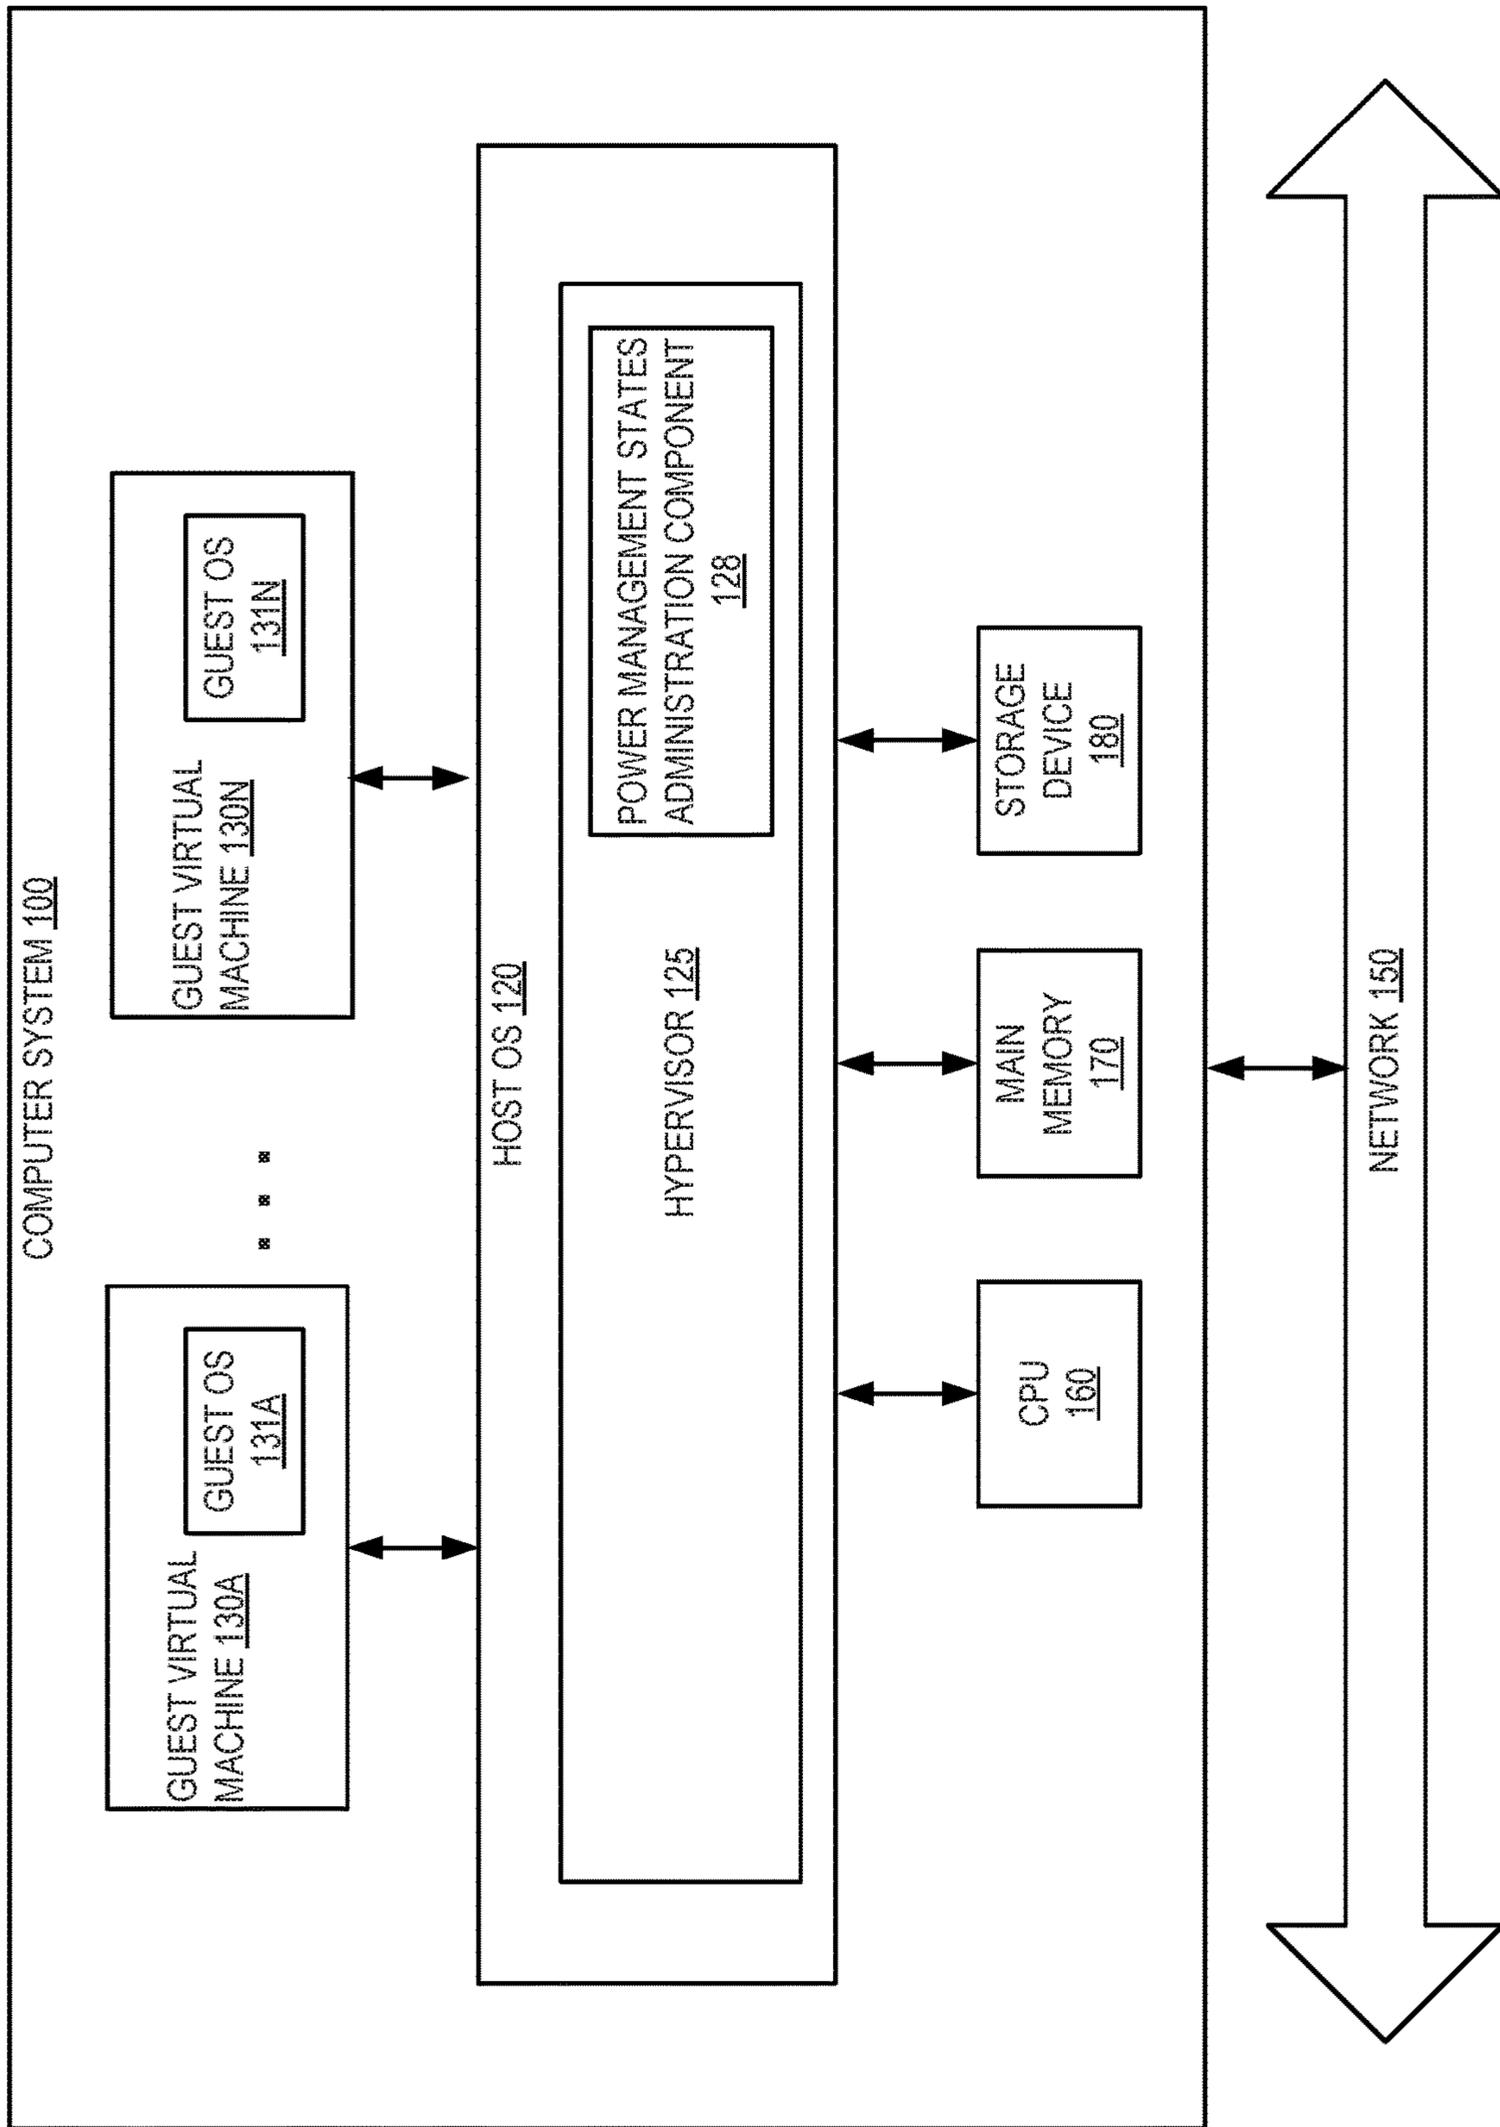 COMPUTER SYSTEM 100
GUEST VIRTUAL
MACHINE 130A
GUEST OS
131A
GUEST VIRTUAL
MACHINE 130N
GUEST OS
131N
HOST OS 120
HYPERVISOR 125
POWER MANAGEMENT STATES
ADMINISTRATION COMPONENT
128
CPU
160
MAIN
MEMORY
170
STORAGE
DEVICE
180
NETWORK 150